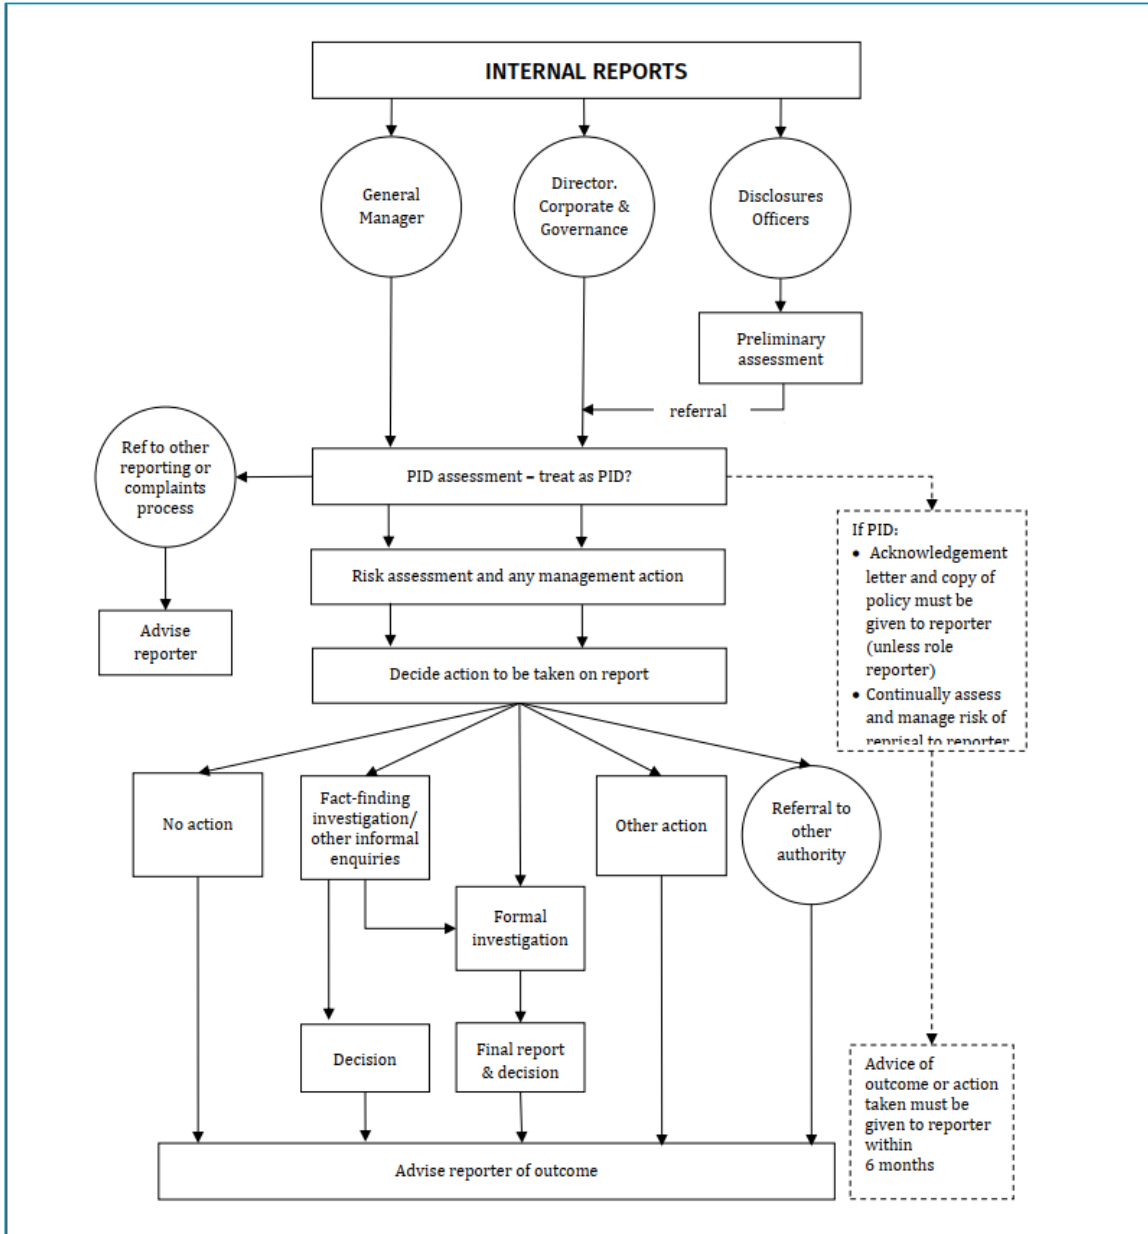 INTERNAL REPORTS
General
Manager
Director.
Corporate &
Governance
Disclosures
Officers
Preliminary
assessment
referral
Ref to other
reporting or
complaints
process
PID assessment – treat as PID?
If PID:
• Acknowledgement
letter and copy of
policy must be
given to reporter
(unless role
reporter)
• Continually assess
and manage risk of
reprisal to reporter
Risk assessment and any management action
Advise
reporter
Decide action to be taken on report
No action
Fact-finding
investigation/
other informal
enquiries
Other action
Referral to
other
authority
Formal
investigation
Decision
Final report
& decision
Advice of
outcome or action
taken must be
given to reporter
within
6 months
Advise reporter of outcome